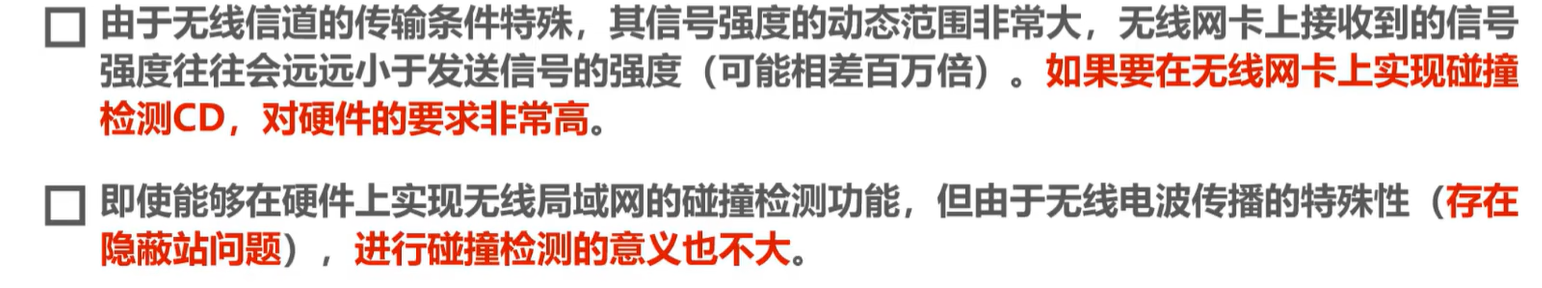 由于无线信道的传输条件特殊，其信号强度的动态范围非常大，无线网卡上接收到的信号
强度往往会远远小于发送信号的强度（可能相差百万倍）。如果要在无线网卡上实现碰撞
检测CD，对硬件的要求非常高。
即使能够在硬件上实现无线局域网的碰撞检测功能，但由于无线电波传播的特殊性（存在
隐蔽站问题），进行碰撞检测的意义也不大。